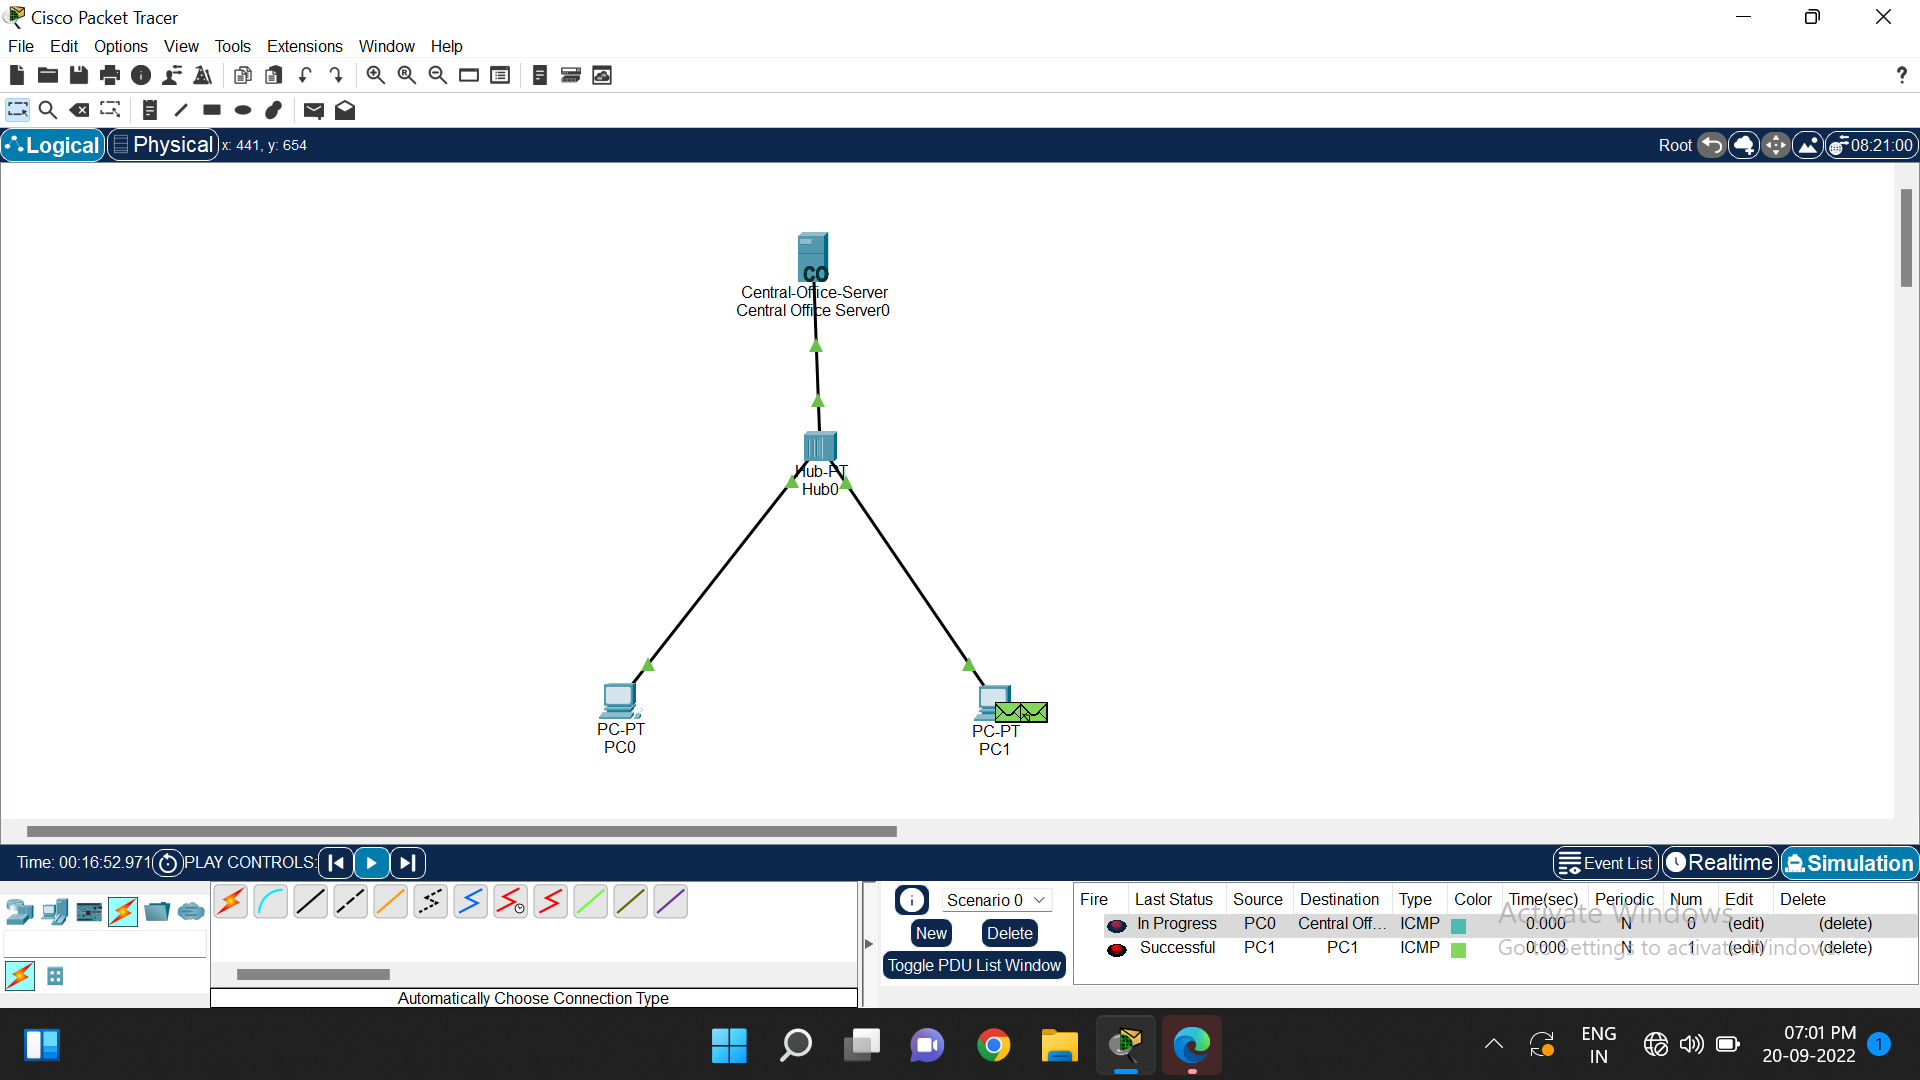 Cisco Packet Tracer
File Edit Options View Tools Extensions Window Help
?
Logical Physical x: 441, y: 654 Root 08:21:00
CO
Central-Office-Server
Central Office Server0
Hub-PT
Hub0
PC-PT
PC0
PC-PT
PC1
Time: 00:16:52.971 PLAY CONTROLS: Event List Realtime Simulation
Scenario 0
New Delete
Toggle PDU List Window
Fire Last Status Source Destination Type Color Time(sec) Periodic Num Edit Delete
In Progress PC0 Central Off... ICMP 0.000 N 0 (edit) (delete)
Successful PC1 PC1 ICMP 0.000 N 1 (edit) (delete)
Activate Windows
Go to Settings to activate Windows.
Automatically Choose Connection Type
ENG
IN
07:01 PM
20-09-2022
1